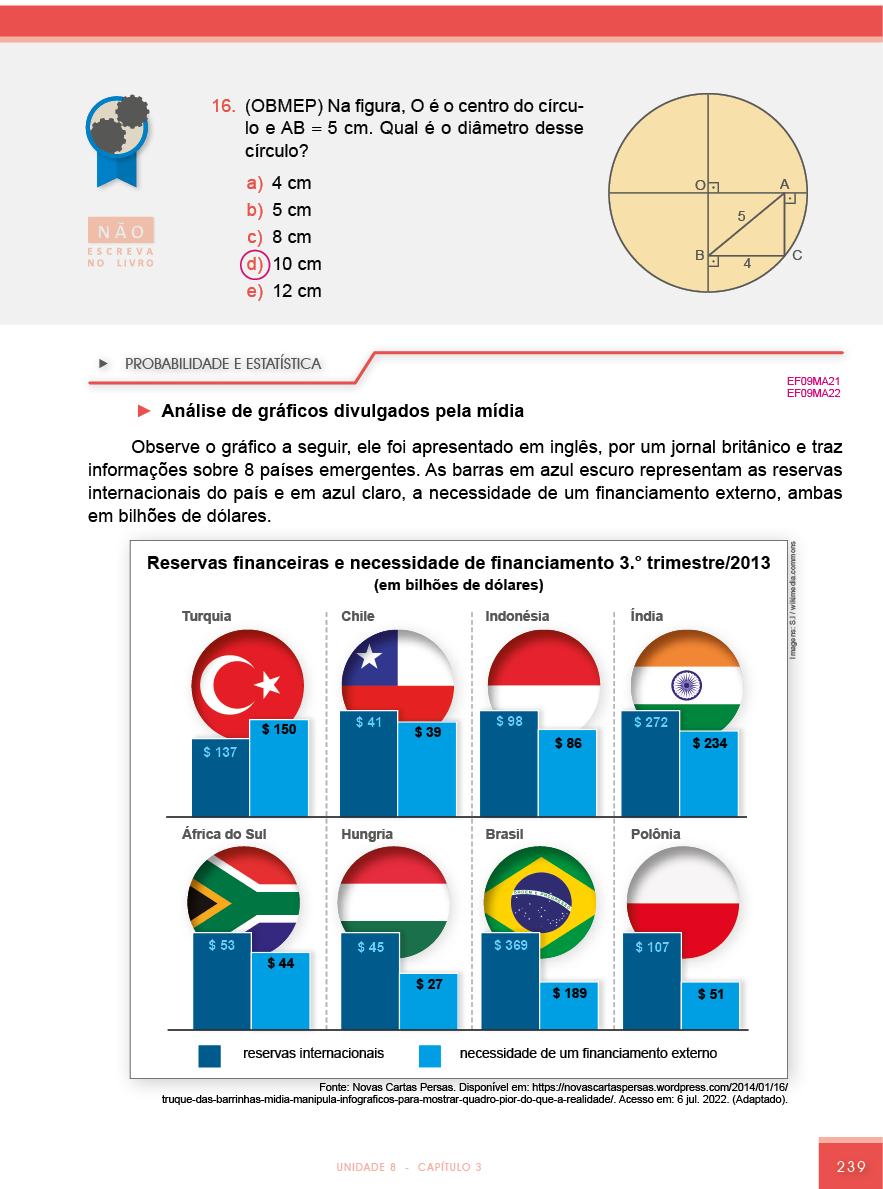 16. (OBMEP) Na figura, O é o centro do círcu-
lo e AB = 5 cm. Qual é o diâmetro desse
círculo?
a) 4 cm
b) 5 cm
c) 8 cm
d) 10 cm
e) 12 cm
NÃO
ESCREVA
NO LIVRO
O
A
5
B
4
C
► PROBABILIDADE E ESTATÍSTICA
EF09MA21
EF09MA22
► Análise de gráficos divulgados pela mídia
Observe o gráfico a seguir, ele foi apresentado em inglês, por um jornal britânico e traz
informações sobre 8 países emergentes. As barras em azul escuro representam as reservas
internacionais do país e em azul claro, a necessidade de um financiamento externo, ambas
em bilhões de dólares.
Reservas financeiras e necessidade de financiamento 3.° trimestre/2013
(em bilhões de dólares)
Imagens: S.I / wikimedia.commons
Turquia
Chile
Indonésia
Índia
$ 137
$ 150
$ 41
$ 39
$ 98
$ 86
$ 272
$ 234
África do Sul
Hungria
Brasil
Polônia
ORDEM E PROGRESSO
$ 53
$ 44
$ 45
$ 27
$ 369
$ 189
$ 107
$ 51
reservas internacionais
necessidade de um financiamento externo
Fonte: Novas Cartas Persas. Disponível em: https://novascartaspersas.wordpress.com/2014/01/16/
truque-das-barrinhas-midia-manipula-infograficos-para-mostrar-quadro-pior-do-que-a-realidade/. Acesso em: 6 jul. 2022. (Adaptado).
UNIDADE 8 - CAPÍTULO 3
239